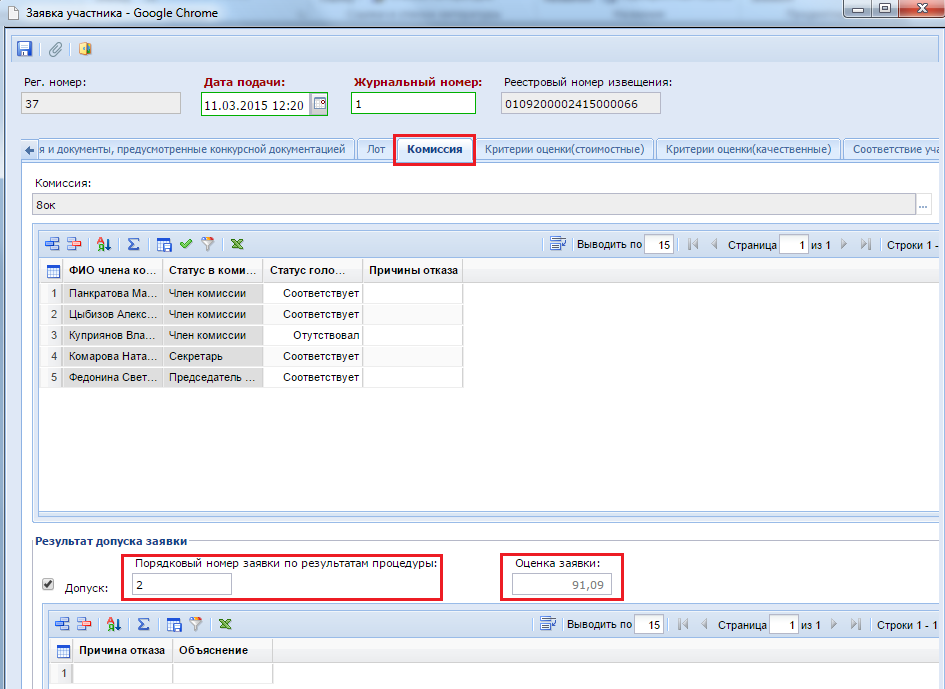 Заявка участника - Google Chrome
Рег. номер: Дата подачи: Журнальный номер: Реестровый номер извещения:
37 11.03.2015 12:20 1 0109200002415000066
я и документы, предусмотренные конкурсной документацией Лот Комиссия Критерии оценки(стоимостные) Критерии оценки(качественные) Соответствие уча
Комиссия:
8ок ...
Выводить по 15 Страница 1 из 1 Строки 1 -
ФИО члена ко... Статус в коми... Статус голо... Причины отказа
1 Панкратова Ма... Член комиссии Соответствует
2 Цыбизов Алекс... Член комиссии Соответствует
3 Куприянов Вла... Член комиссии Отутствовал
4 Комарова Ната... Секретарь Соответствует
5 Федонина Свет... Председатель ... Соответствует
Результат допуска заявки
Порядковый номер заявки по результатам процедуры: Оценка заявки:
Допуск: 2 91,09
Выводить по 15 Страница 1 из 1 Строки 1 - 1
Причина отказа Объяснение
1